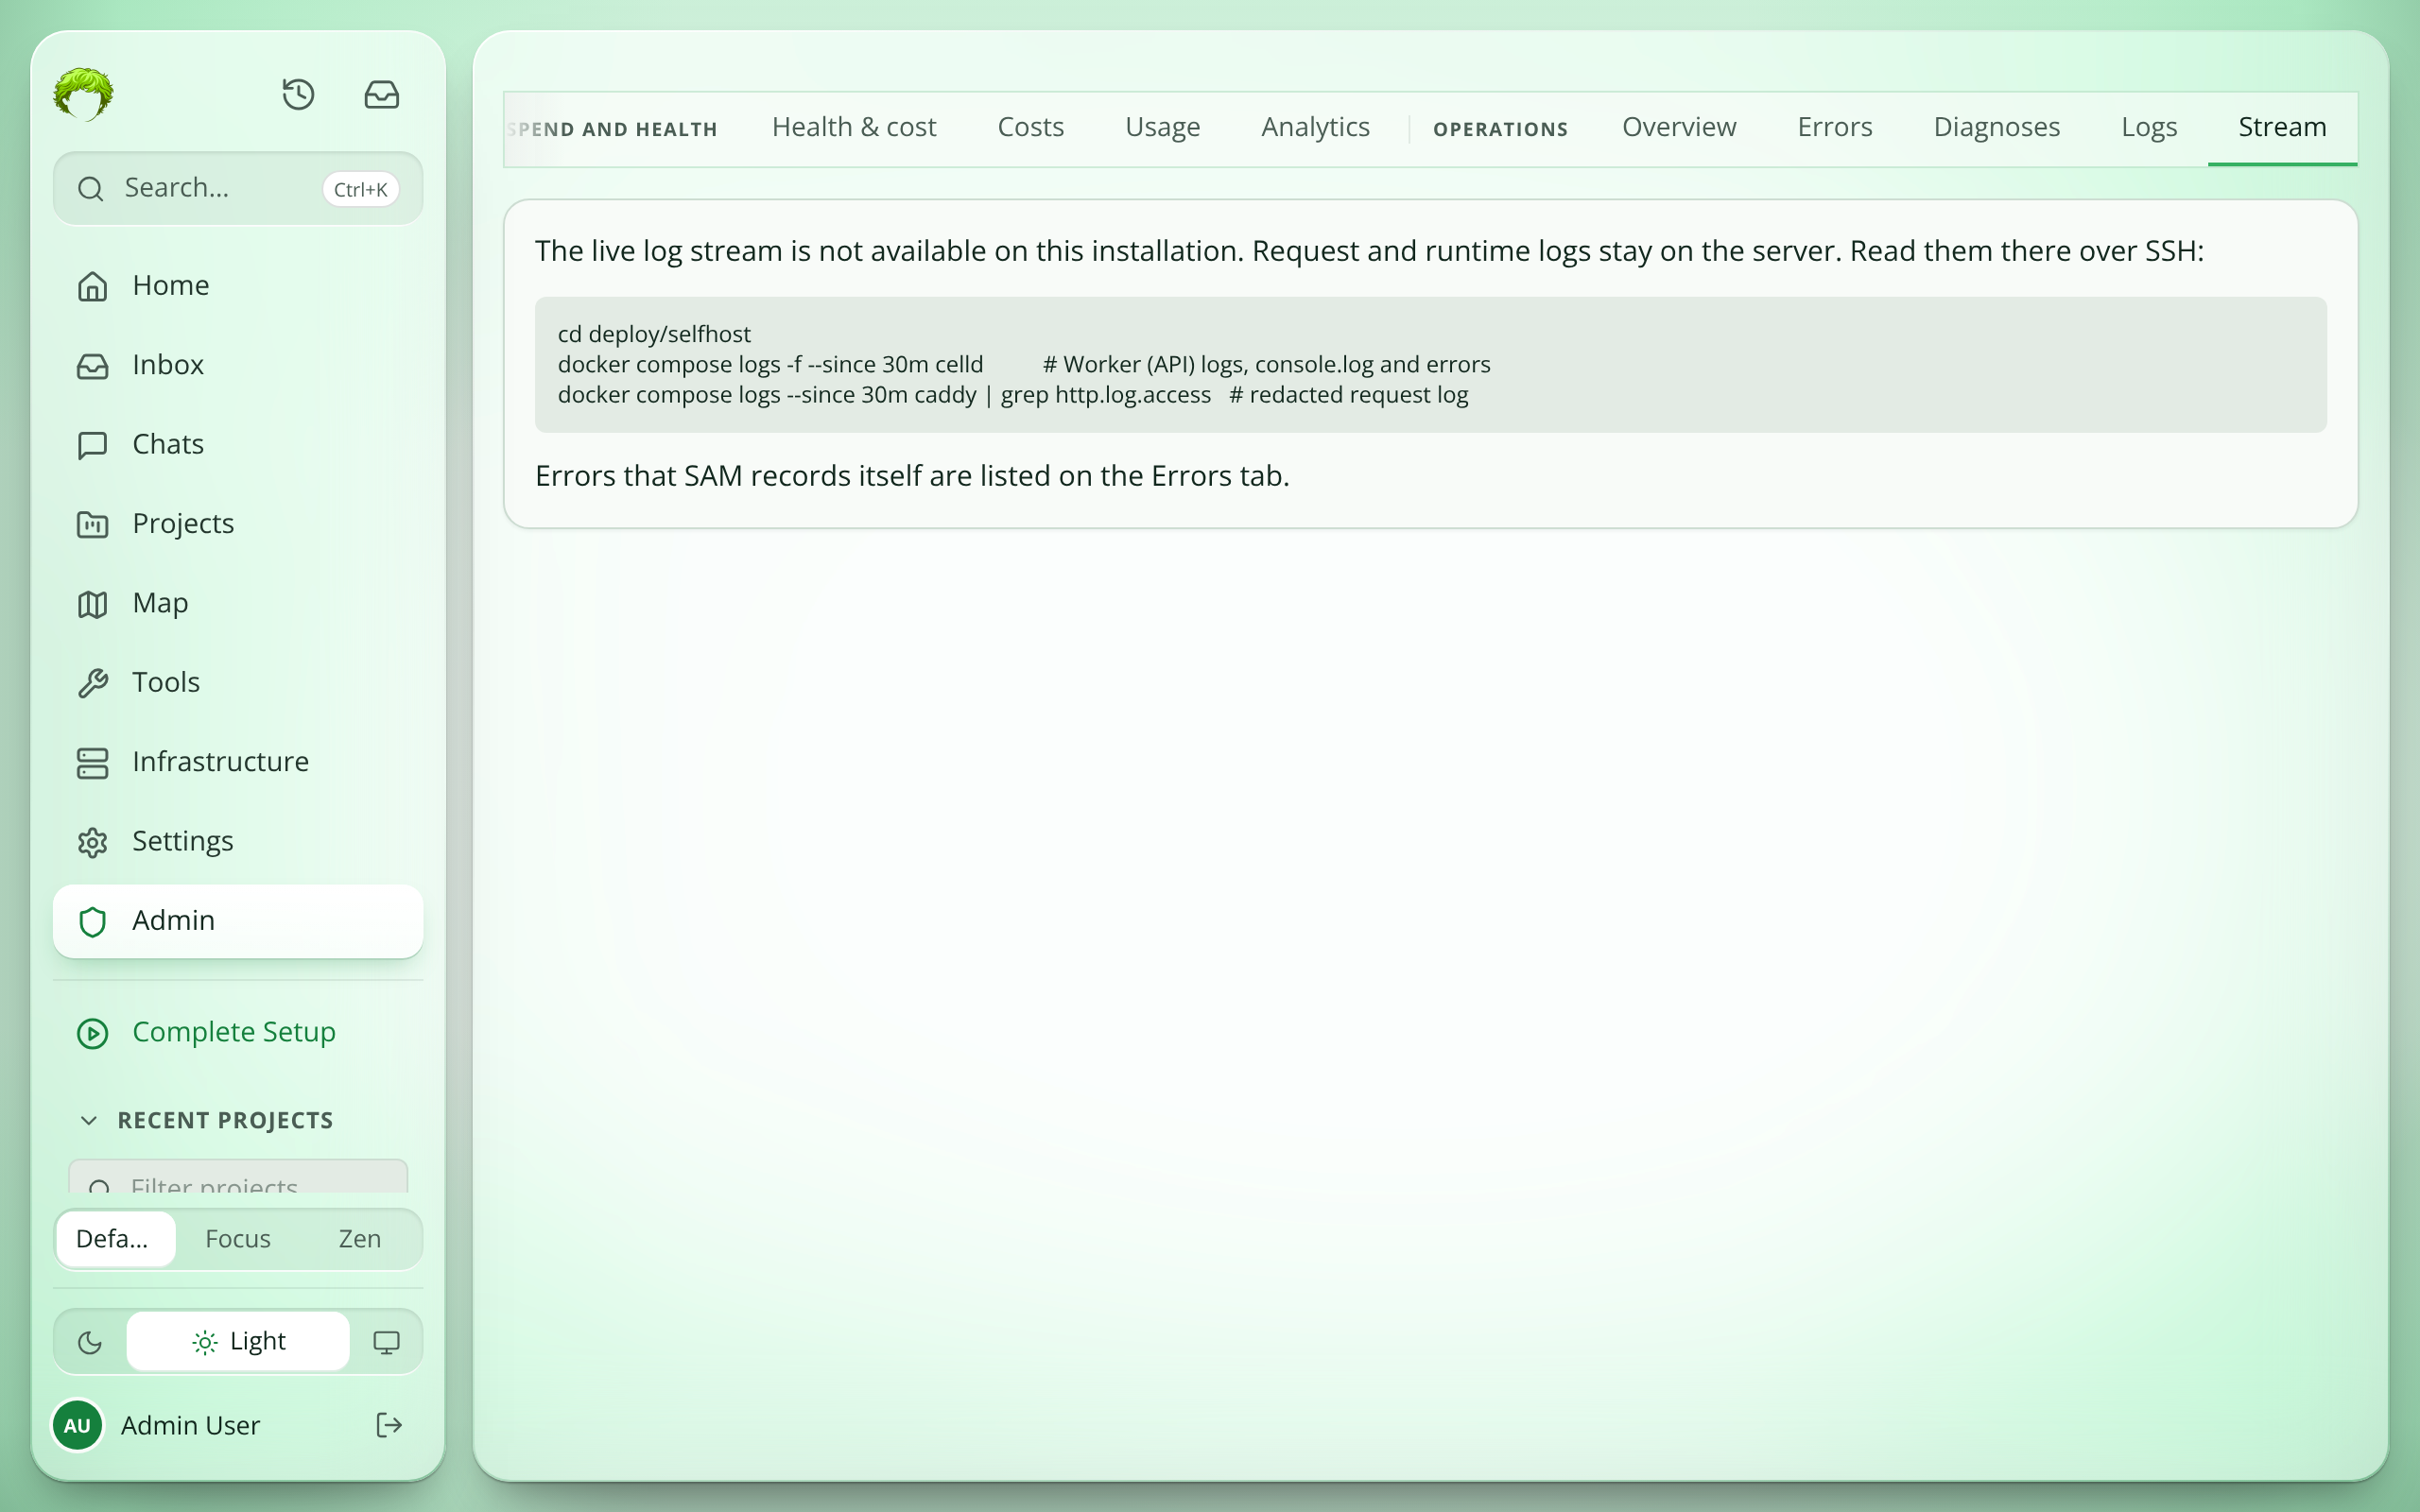 Search...
Ctrl+K
Home
Inbox
Chats
Projects
Map
Tools
Infrastructure
Settings
Admin
Complete Setup
RECENT PROJECTS
Filter projects
Defa...
Focus
Zen
Light
AU
Admin User
SPEND AND HEALTH
Health & cost
Costs
Usage
Analytics
OPERATIONS
Overview
Errors
Diagnoses
Logs
Stream
The live log stream is not available on this installation. Request and runtime logs stay on the server. Read them there over SSH:
cd deploy/selfhost
docker compose logs -f --since 30m celld # Worker (API) logs, console.log and errors
docker compose logs --since 30m caddy | grep http.log.access # redacted request log
Errors that SAM records itself are listed on the Errors tab.